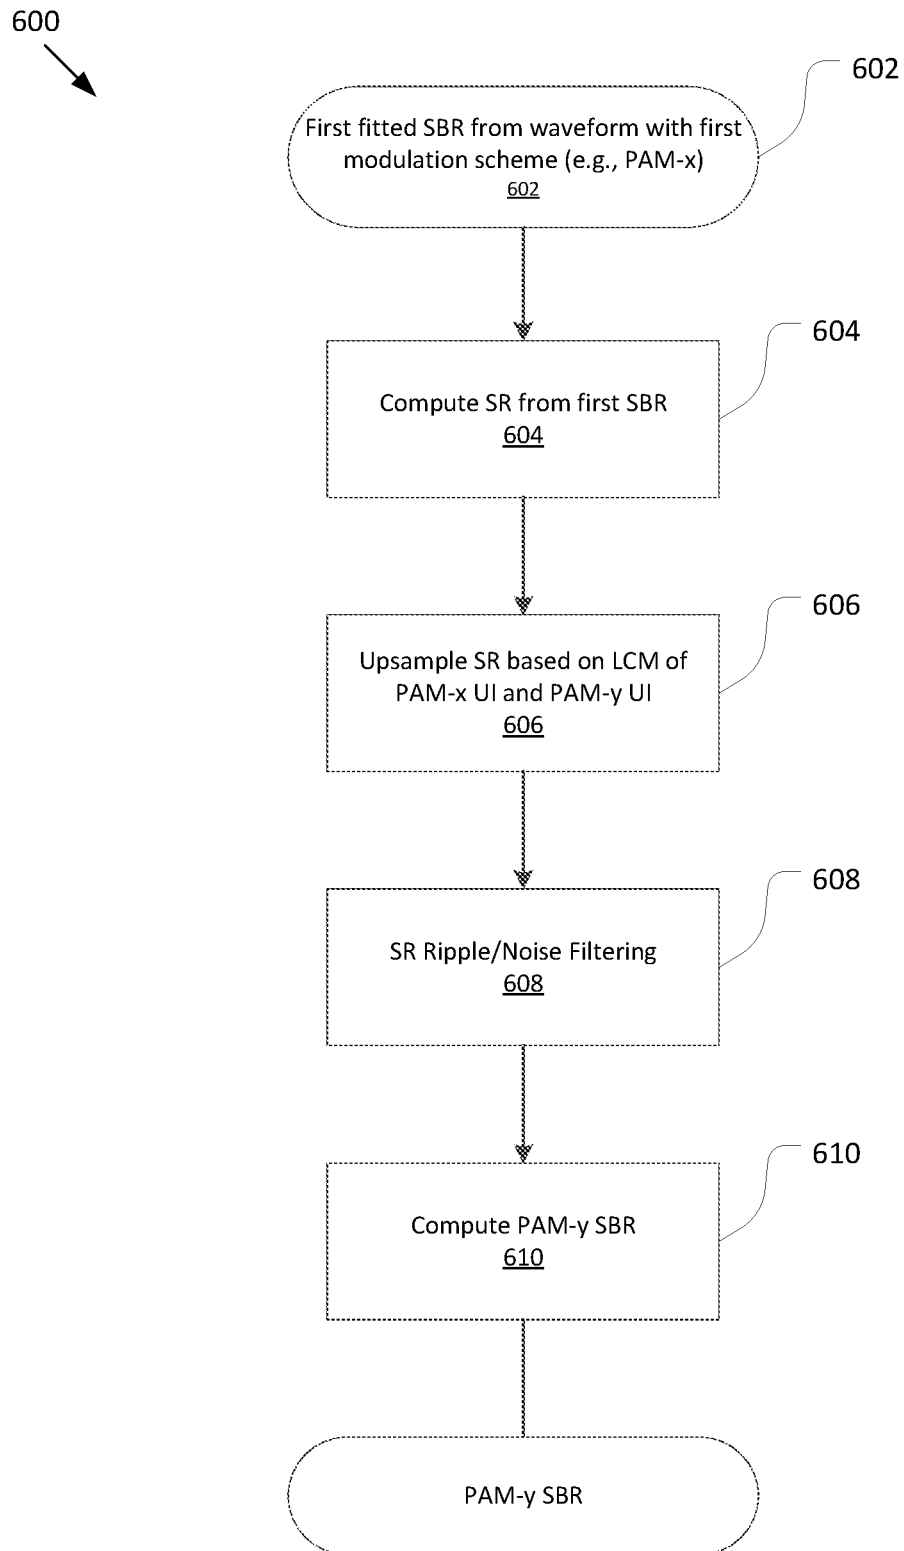 600
602
First fitted SBR from waveform with first
modulation scheme (e.g., PAM-x)
602
604
Compute SR from first SBR
604
606
Upsample SR based on LCM of
PAM-x UI and PAM-y UI
606
608
SR Ripple/Noise Filtering
608
610
Compute PAM-y SBR
610
PAM-y SBR